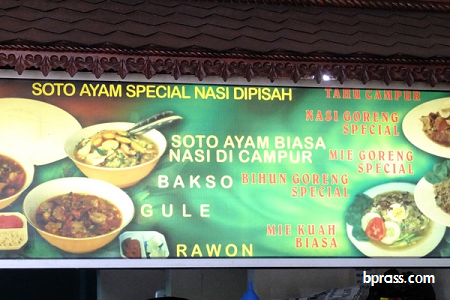 SOTO AYAM SPECIAL NASI DIPISAH
SOTO AYAM BIASA
NASI DI CAMPUR
BAKSO
GULE
RAWON
TAHU CAMPUR
NASI GORENG
SPECIAL
MIE GORENG
SPECIAL
BIHUN GORENG
SPECIAL
MIE KUAH
BIASA
bprass.com